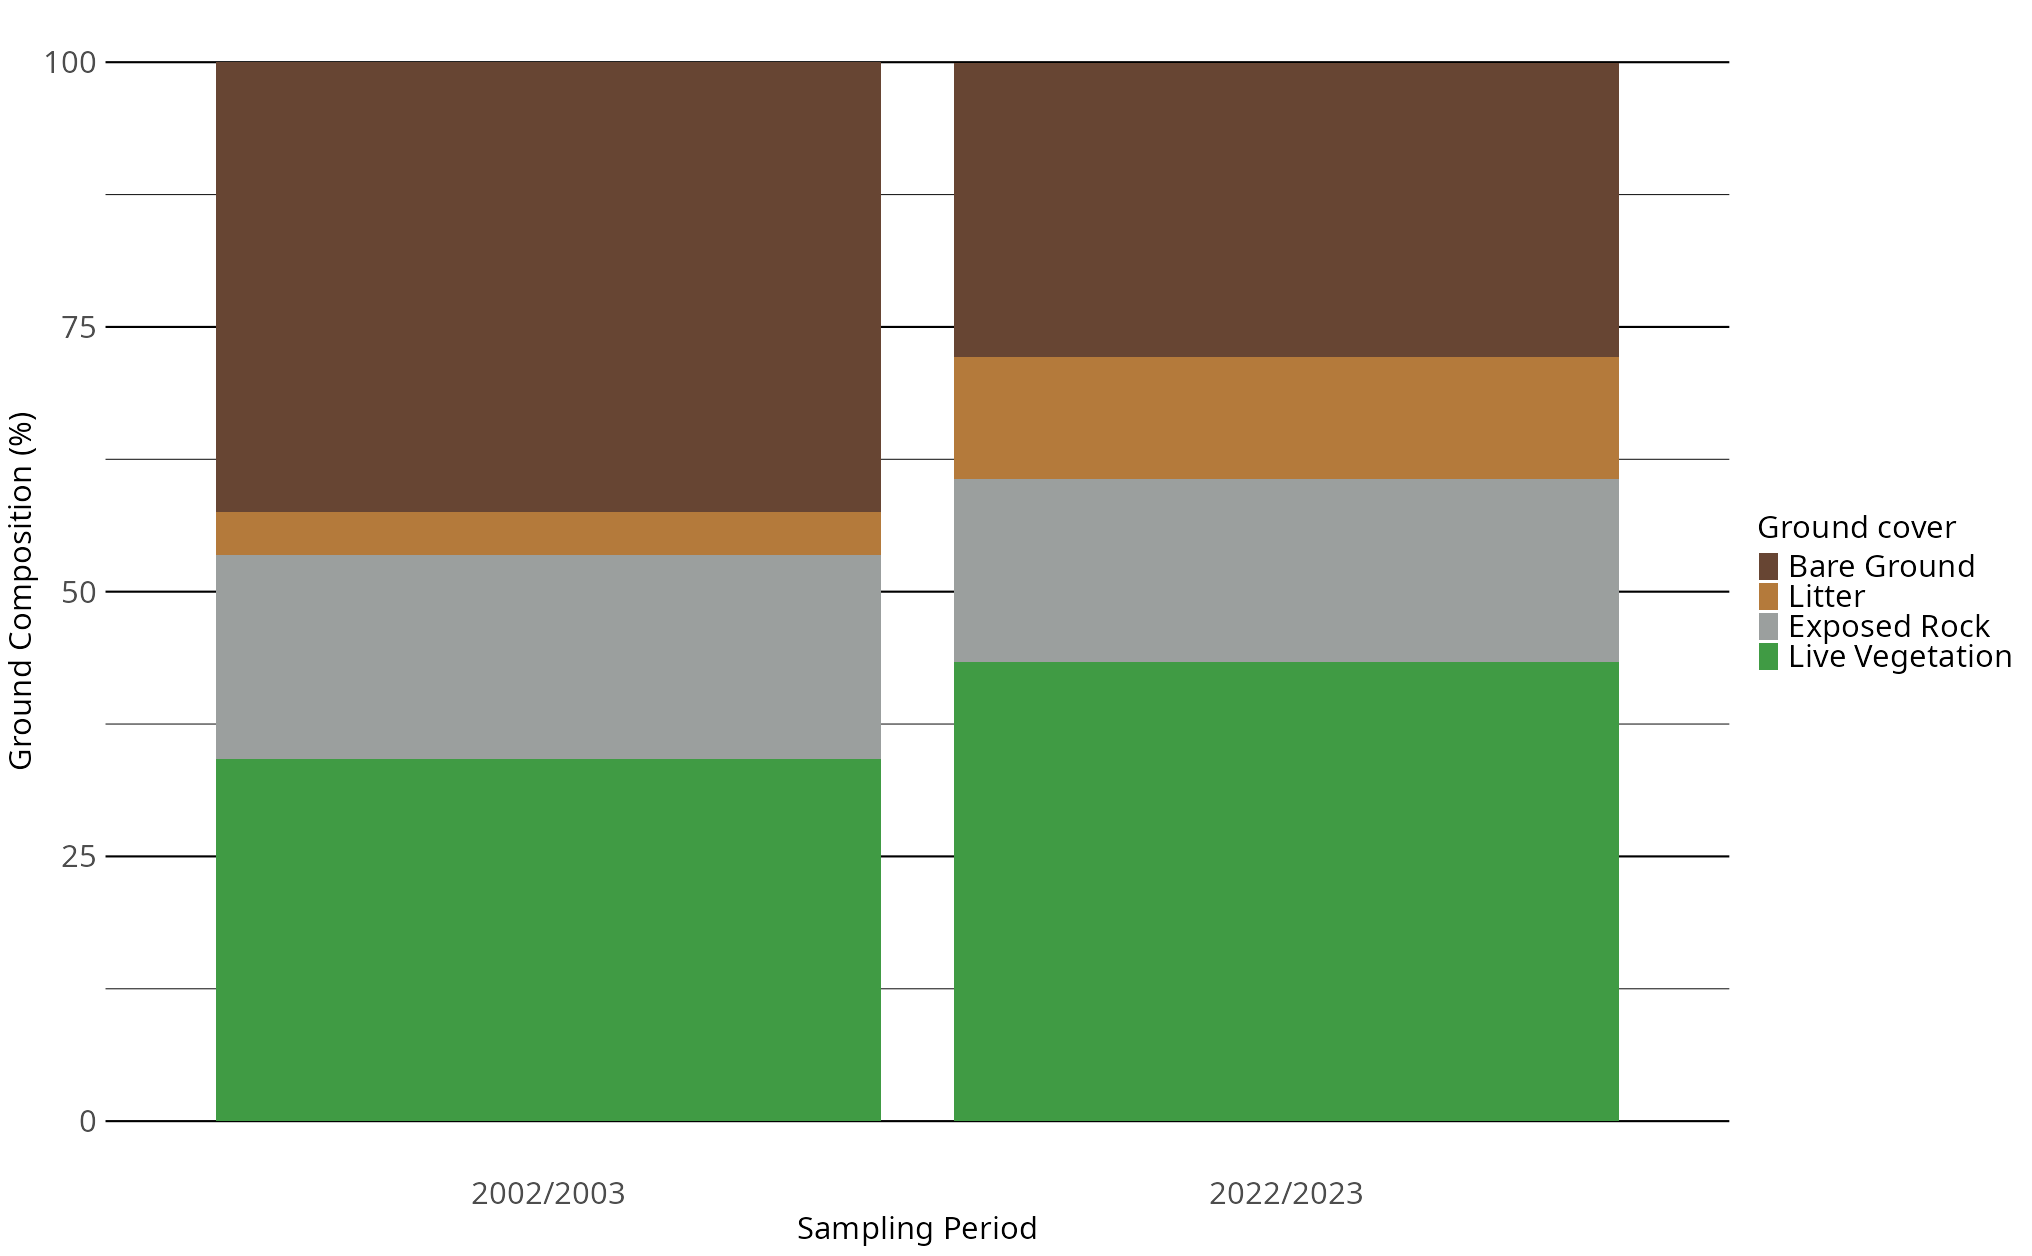 100
75
50
25
0
Ground Composition (%)
2002/2003
2022/2023
Sampling Period
Ground cover
Bare Ground
Litter
Exposed Rock
Live Vegetation